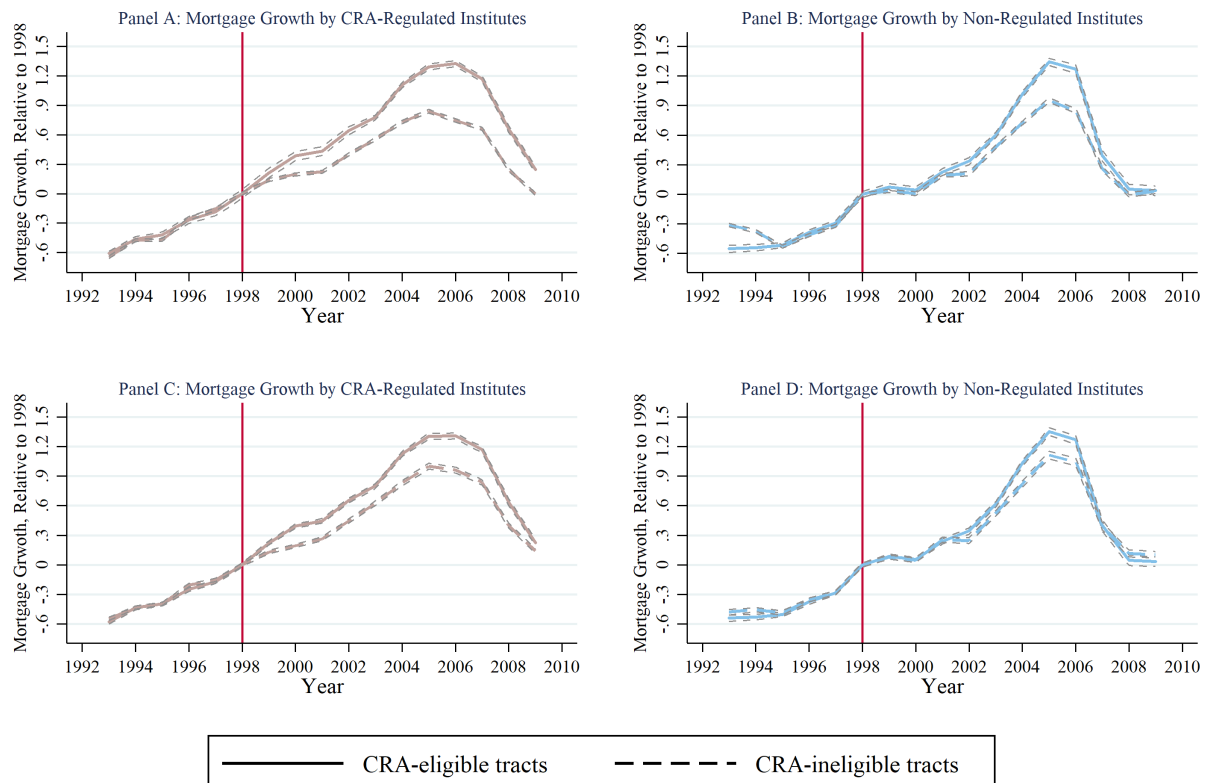 Panel A: Mortgage Growth by CRA-Regulated Institutes
Mortgage Grwoth, Relative to 1998
1.5
1.2
.9
.6
.3
0
-.3
-.6
1992 1994 1996 1998 2000 2002 2004 2006 2008 2010
Year
Panel B: Mortgage Growth by Non-Regulated Institutes
Mortgage Grwoth, Relative to 1998
1.5
1.2
.9
.6
.3
0
-.3
-.6
1992 1994 1996 1998 2000 2002 2004 2006 2008 2010
Year
Panel C: Mortgage Growth by CRA-Regulated Institutes
Mortgage Grwoth, Relative to 1998
1.5
1.2
.9
.6
.3
0
-.3
-.6
1992 1994 1996 1998 2000 2002 2004 2006 2008 2010
Year
Panel D: Mortgage Growth by Non-Regulated Institutes
Mortgage Grwoth, Relative to 1998
1.5
1.2
.9
.6
.3
0
-.3
-.6
1992 1994 1996 1998 2000 2002 2004 2006 2008 2010
Year
CRA-eligible tracts CRA-ineligible tracts